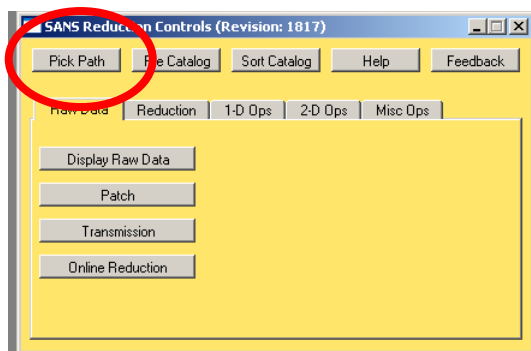 SANS Reduction Controls (Revision: 1817)
Pick Path File Catalog Sort Catalog Help Feedback
Raw Data Reduction 1-D Ops 2-D Ops Misc Ops
Display Raw Data
Patch
Transmission
Online Reduction